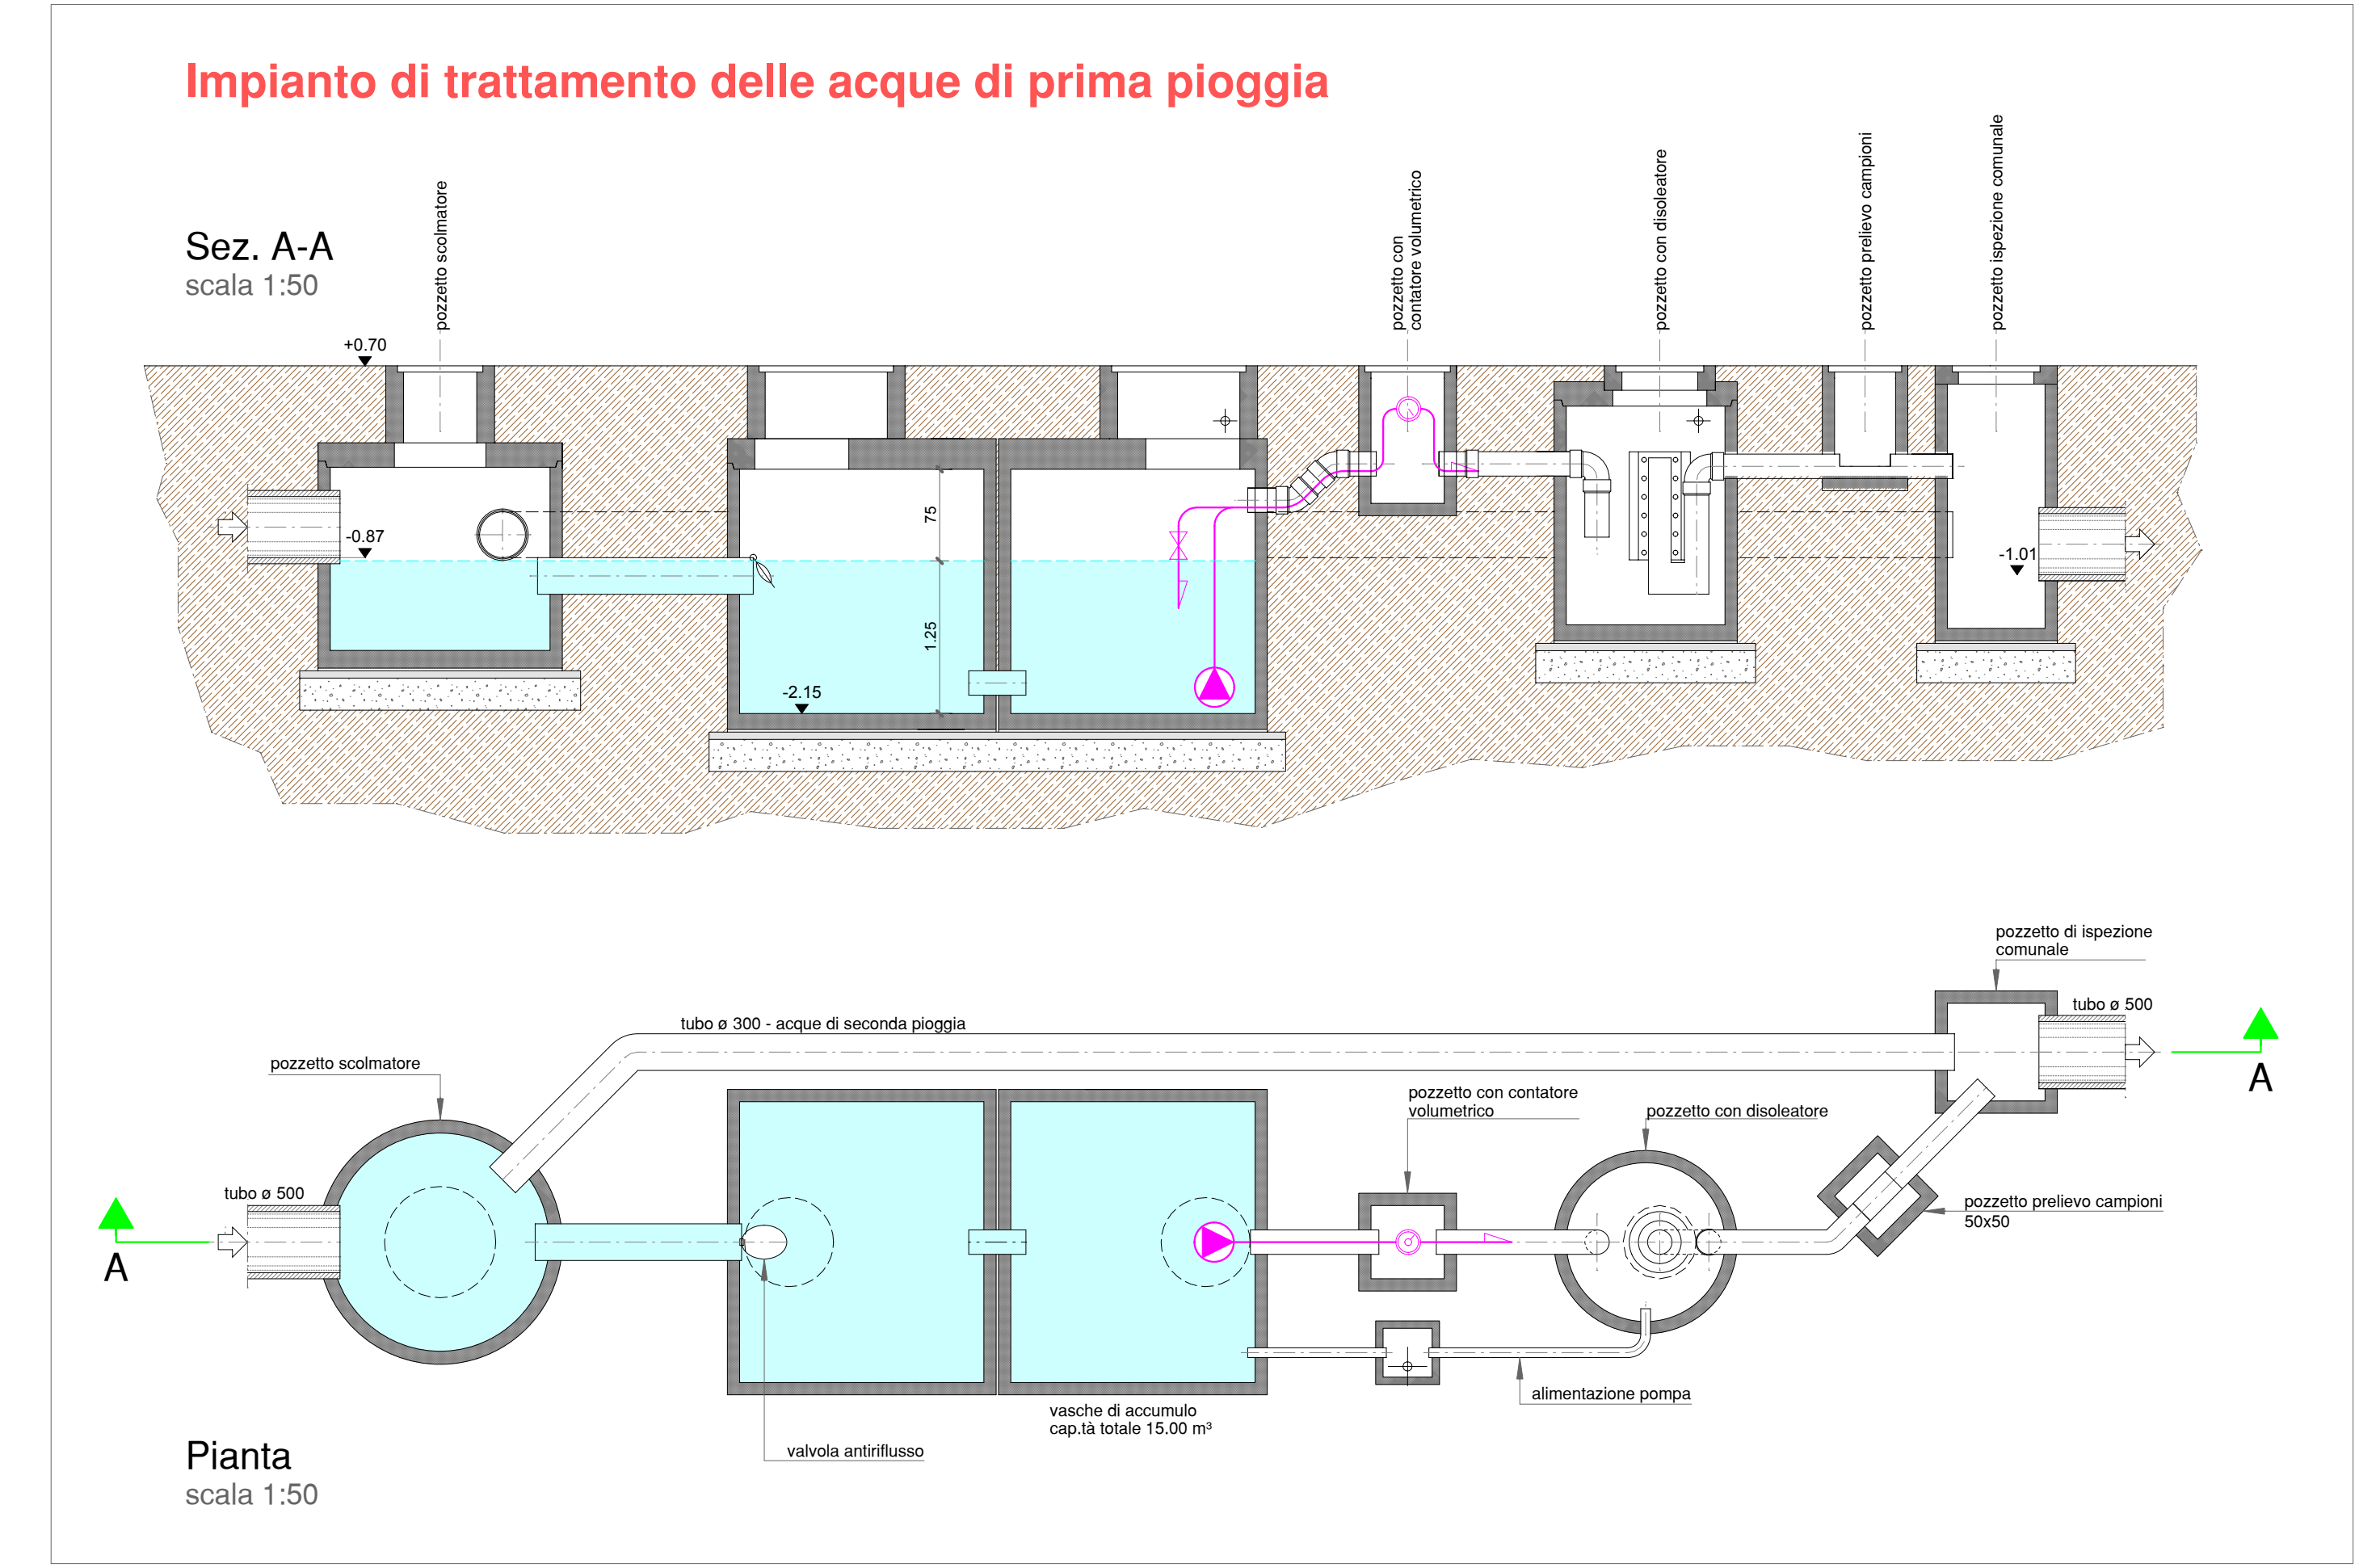 Impianto di trattamento delle acque di prima pioggia
Sez. A-A
scala 1:50
pozzetto scolmatore
pozzetto con
contatore volumetrico
pozzetto con disoleatore
pozzetto prelievo campioni
pozzetto ispezione comunale
+0.70
-0.87
75
1.25
-2.15
-1.01
pozzetto di ispezione
comunale
tubo ø 500
tubo ø 300 - acque di seconda pioggia
pozzetto scolmatore
A
pozzetto con contatore
volumetrico
pozzetto con disoleatore
tubo ø 500
pozzetto prelievo campioni
50x50
A
alimentazione pompa
vasche di accumulo
cap.tà totale 15.00 m³
valvola antiriflusso
Pianta
scala 1:50